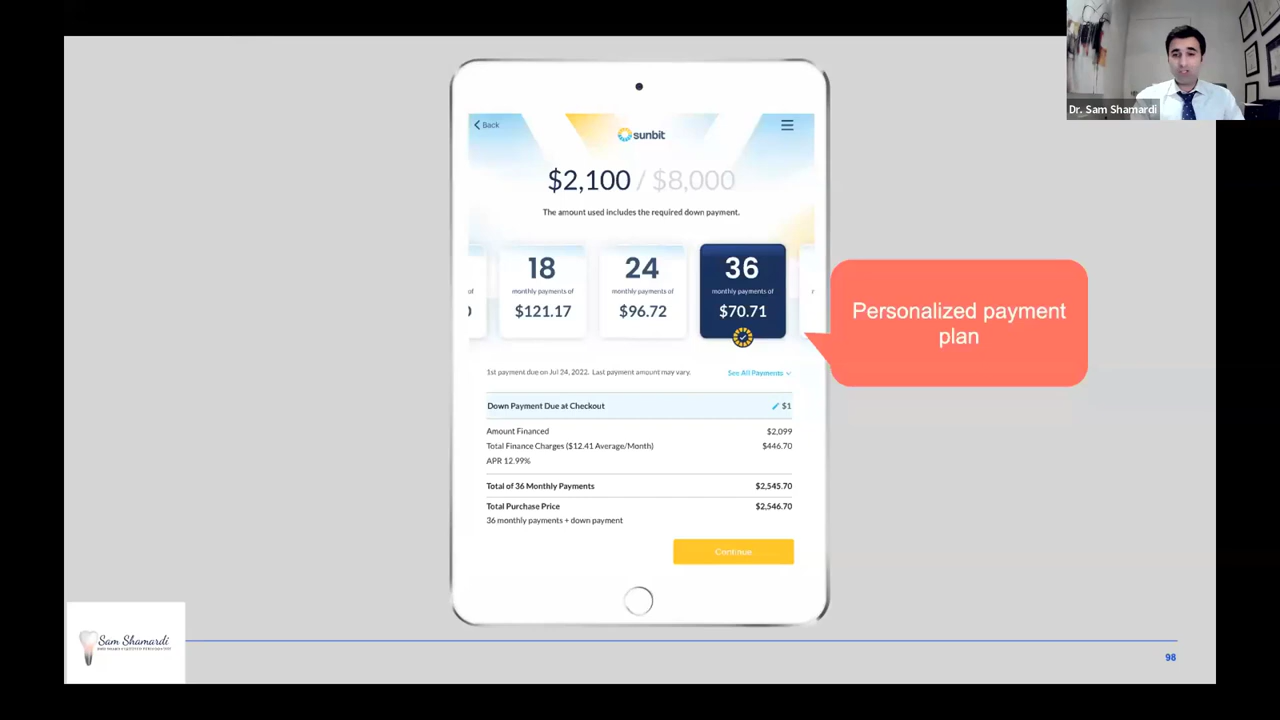 Dr. Sam Shamardi
Back
sunbit
$2,100 / $8,000
The amount used includes the required down payment.
of
18
monthly payments of
$121.17
24
monthly payments of
$96.72
36
monthly payments of
$70.71
Personalized payment
plan
1st payment due on Jul 24, 2022. Last payment amount may vary.
See All Payments
Down Payment Due at Checkout
$1
Amount Financed
$2,099
Total Finance Charges ($12.41 Average/Month)
$446.70
APR 12.99%
Total of 36 Monthly Payments
$2,545.70
Total Purchase Price
$2,546.70
36 monthly payments + down payment
Continue
Sam Shamardi
98